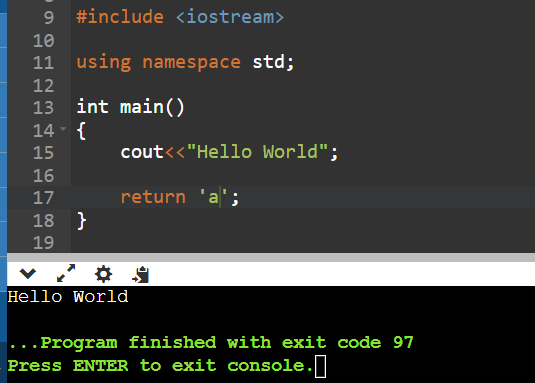 9 #include <iostream>
10
11 using namespace std;
12
13 int main()
14 {
15 cout<<"Hello World";
16
17 return 'a';
18 }
19
Hello World
...Program finished with exit code 97
Press ENTER to exit console.